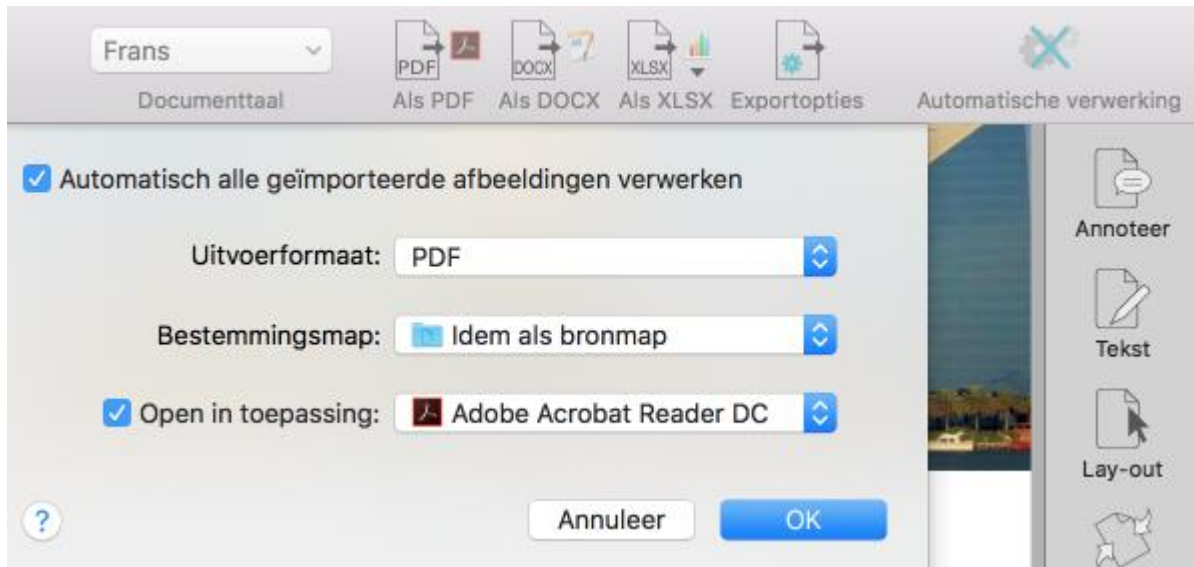 Frans
PDF DOCX XLSX
Documenttaal Als PDF Als DOCX Als XLSX Exportopties Automatische verwerking
Automatisch alle geïmporteerde afbeeldingen verwerken
Annoteer
Uitvoerformaat: PDF
Bestemmingsmap: Idem als bronmap
Tekst
Open in toepassing: Adobe Acrobat Reader DC
Lay-out
? Annuleer OK